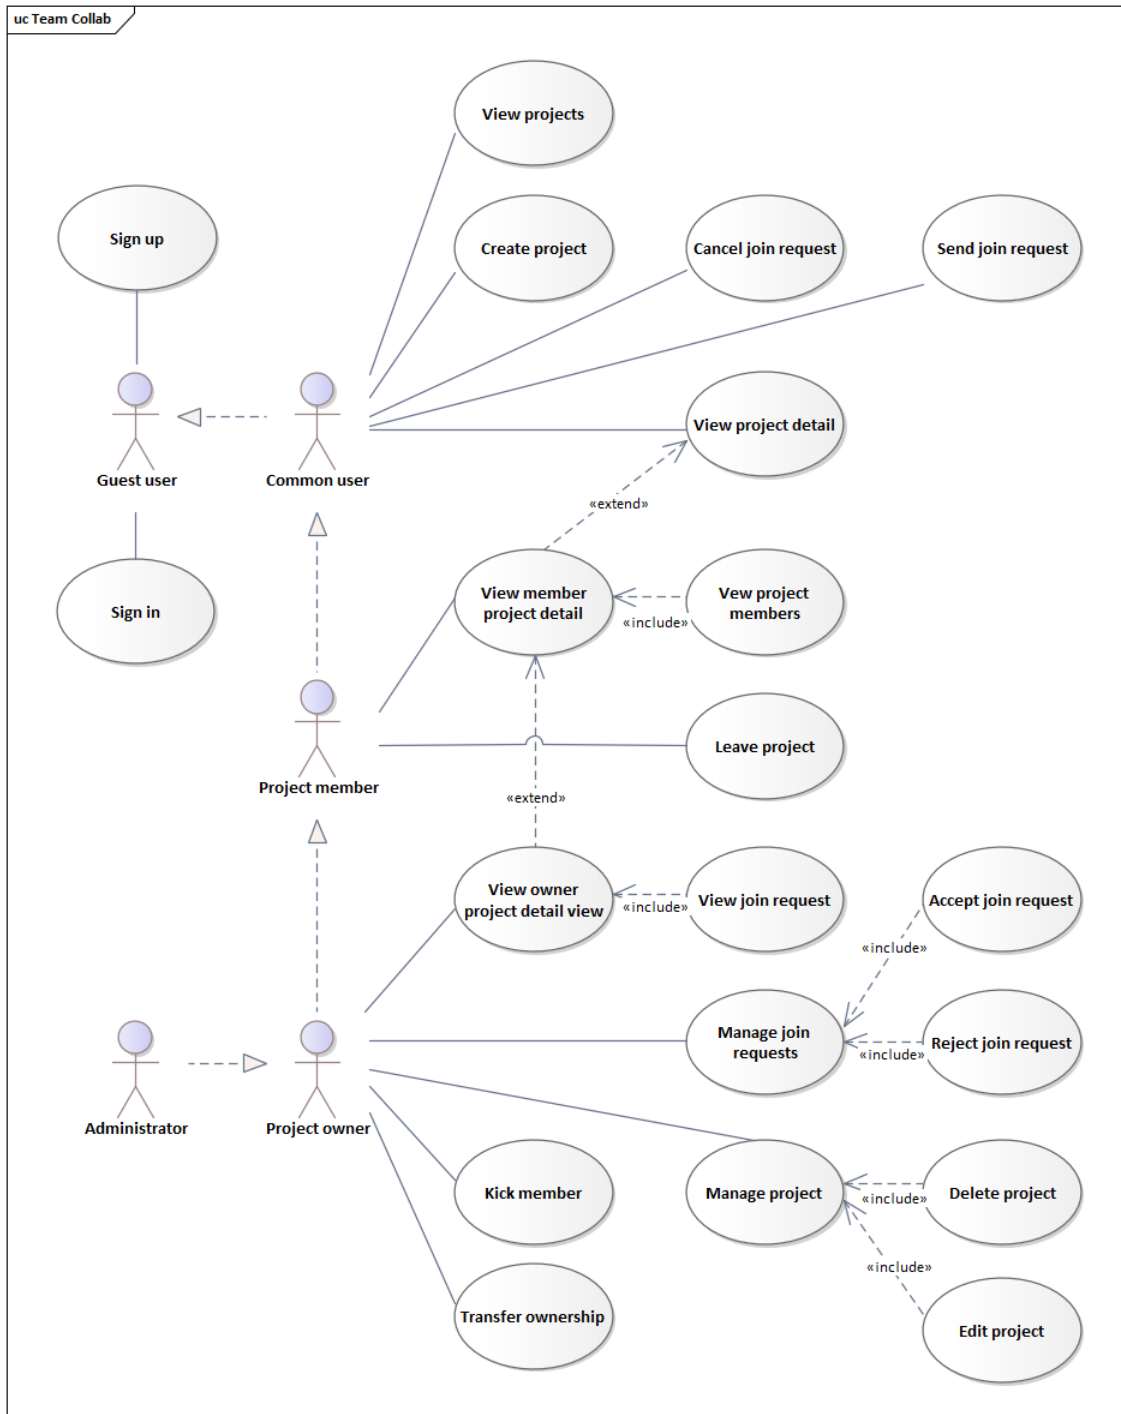 uc Team Collab
View projects
Sign up
Create project
Cancel join request
Send join request
View project detail
Guest user
Common user
«extend»
View member
project detail
Vew project
members
«include»
Sign in
Leave project
Project member
«extend»
View owner
project detail view
«include»
View join request
Accept join request
«include»
Manage join
requests
«include»
Reject join request
Administrator
Project owner
Kick member
Manage project
«include»
Delete project
«include»
Transfer ownership
Edit project